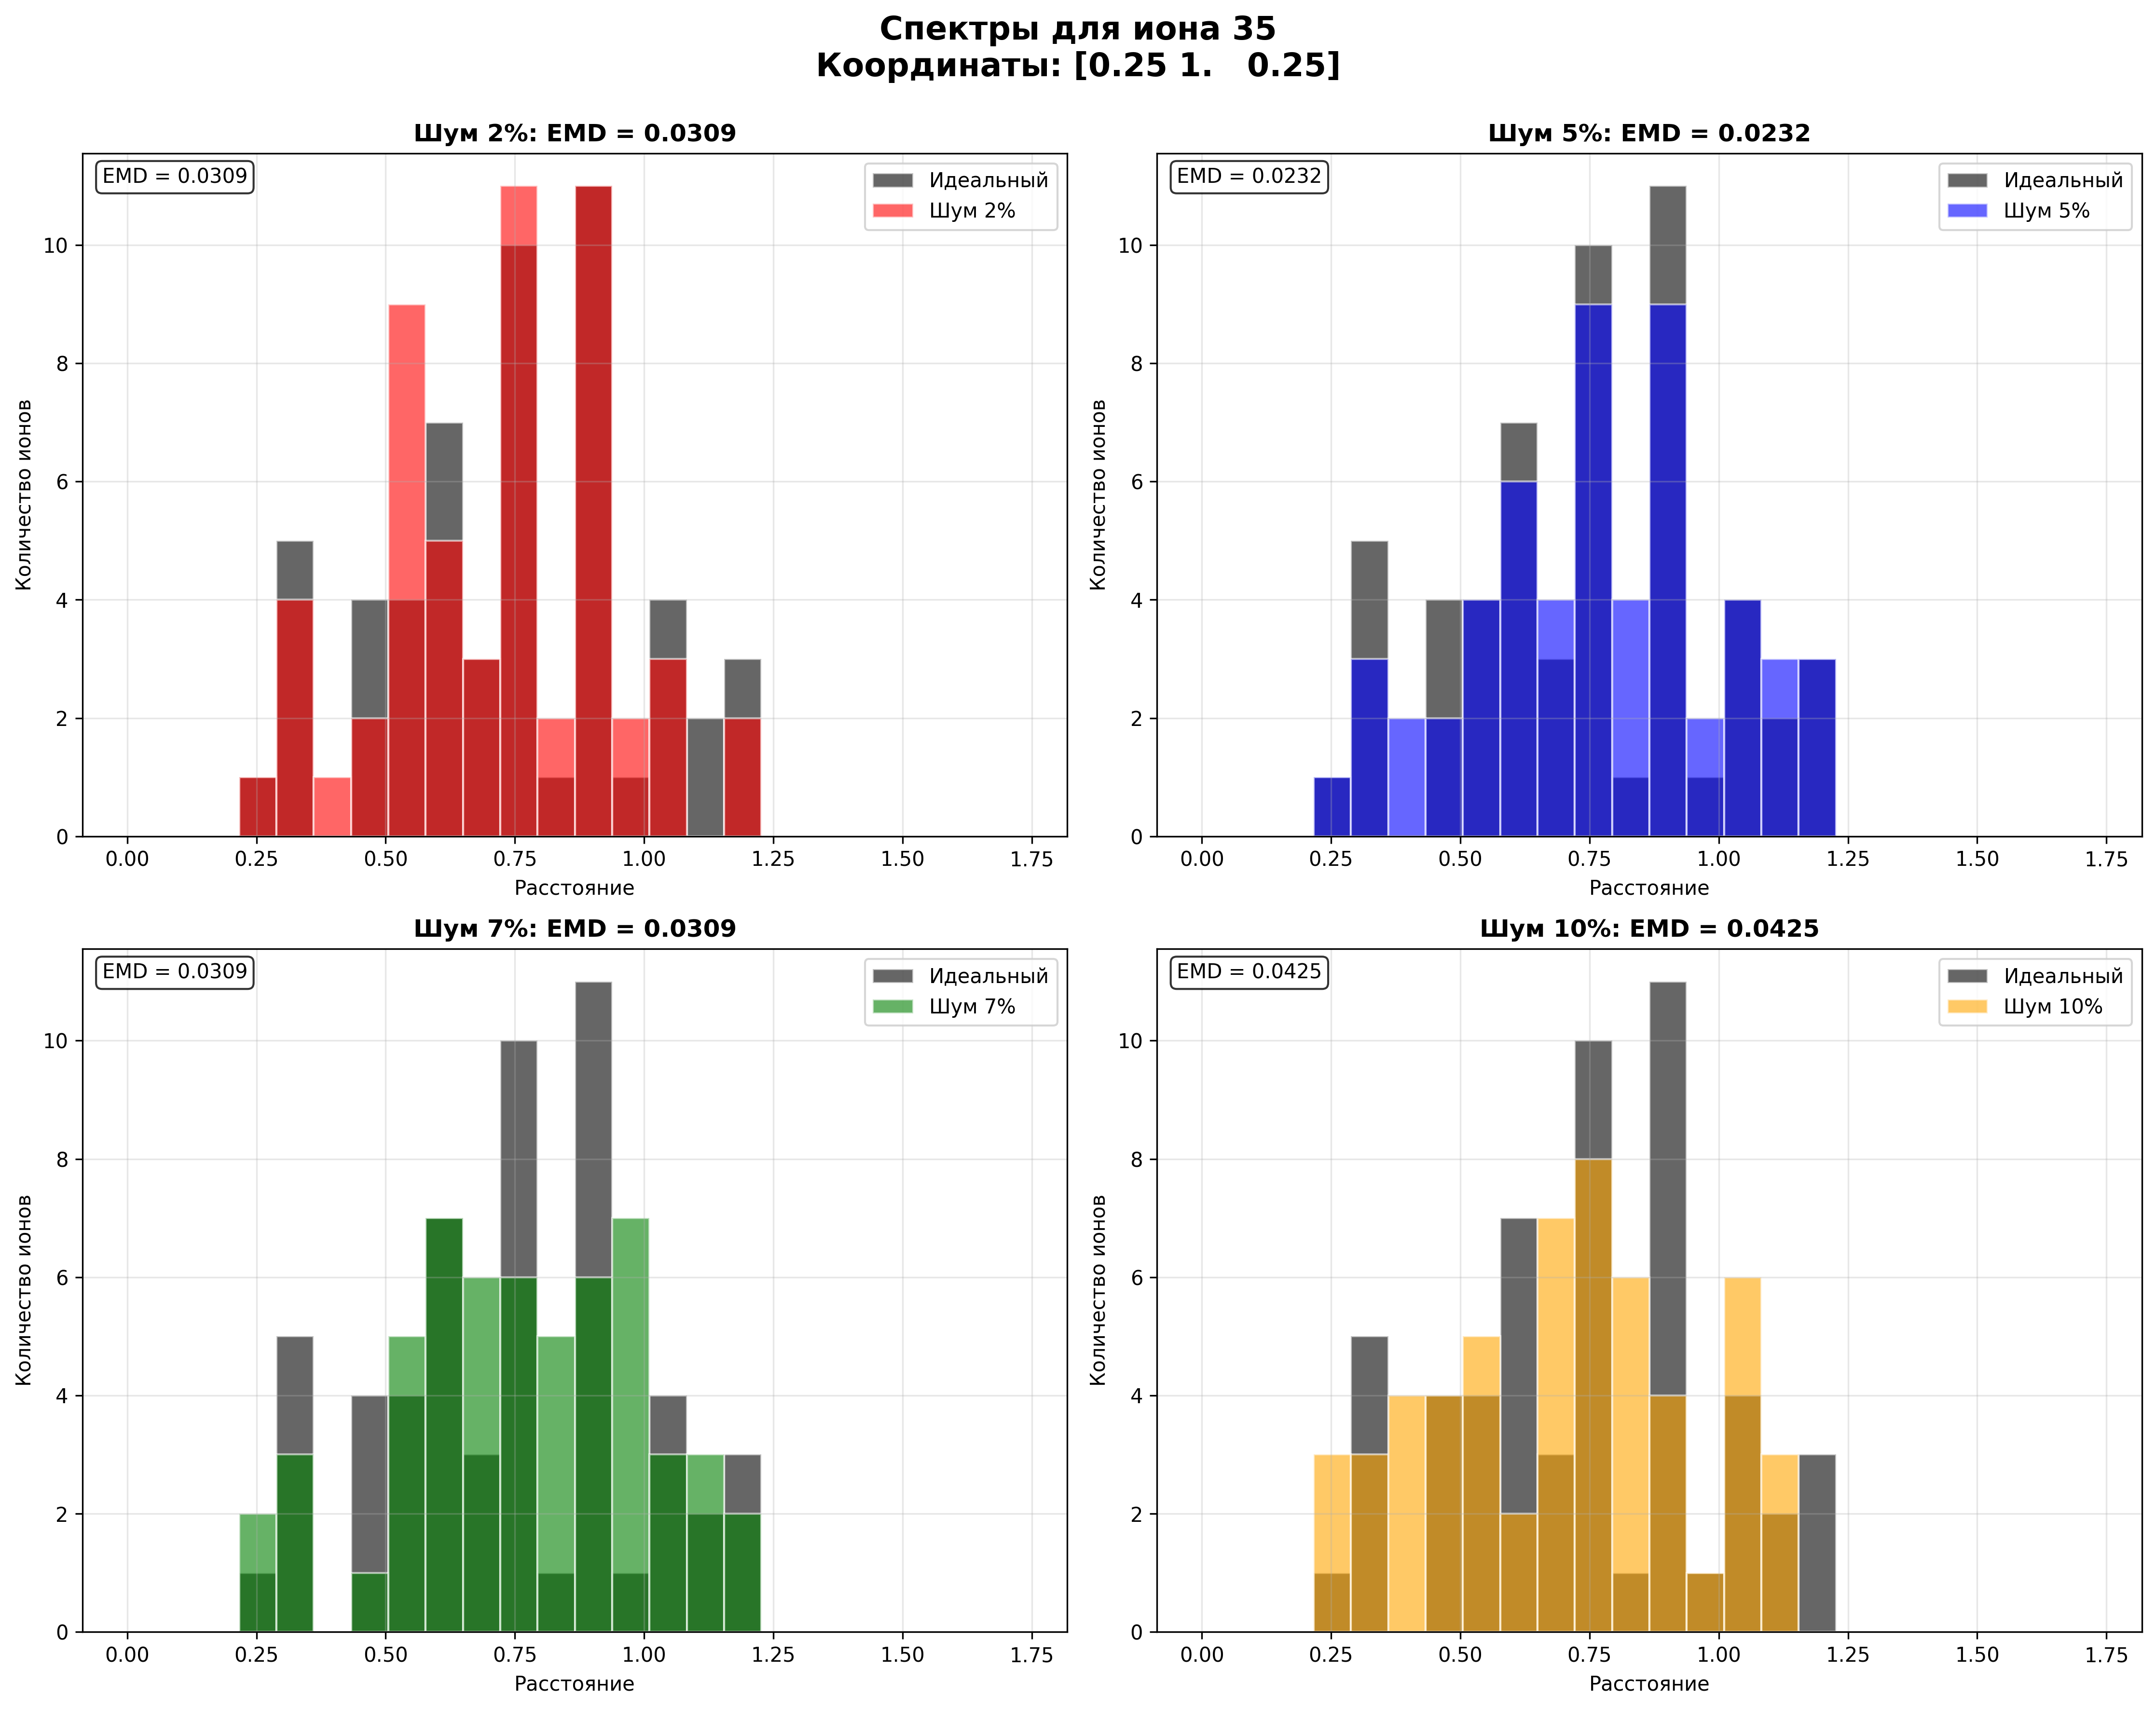 Спектры для иона 35
Координаты: [0.25 1.   0.25]
Шум 2%: EMD = 0.0309
EMD = 0.0309
Идеальный
Шум 2%
Количество ионов
10
8
6
4
2
0
0.00 0.25 0.50 0.75 1.00 1.25 1.50 1.75
Расстояние
Шум 5%: EMD = 0.0232
EMD = 0.0232
Идеальный
Шум 5%
Количество ионов
10
8
6
4
2
0
0.00 0.25 0.50 0.75 1.00 1.25 1.50 1.75
Расстояние
Шум 7%: EMD = 0.0309
EMD = 0.0309
Идеальный
Шум 7%
Количество ионов
10
8
6
4
2
0
0.00 0.25 0.50 0.75 1.00 1.25 1.50 1.75
Расстояние
Шум 10%: EMD = 0.0425
EMD = 0.0425
Идеальный
Шум 10%
Количество ионов
10
8
6
4
2
0
0.00 0.25 0.50 0.75 1.00 1.25 1.50 1.75
Расстояние